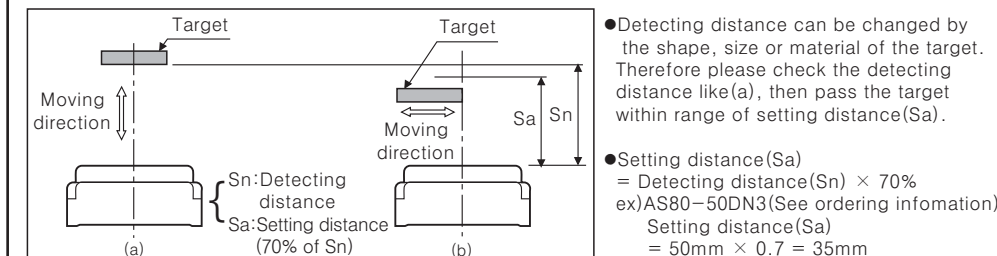 Target
Moving
direction
Sn:Detecting
distance
Sa:Setting distance
(70% of Sn)
(a)
Target
Moving
direction
Sa
Sn
(b)
●Detecting distance can be changed by
the shape, size or material of the target.
Therefore please check the detecting
distance like(a), then pass the target
within range of setting distance(Sa).
●Setting distance(Sa)
= Detecting distance(Sn) × 70%
ex)AS80-50DN3(See ordering infomation)
Setting distance(Sa)
= 50mm × 0.7 = 35mm